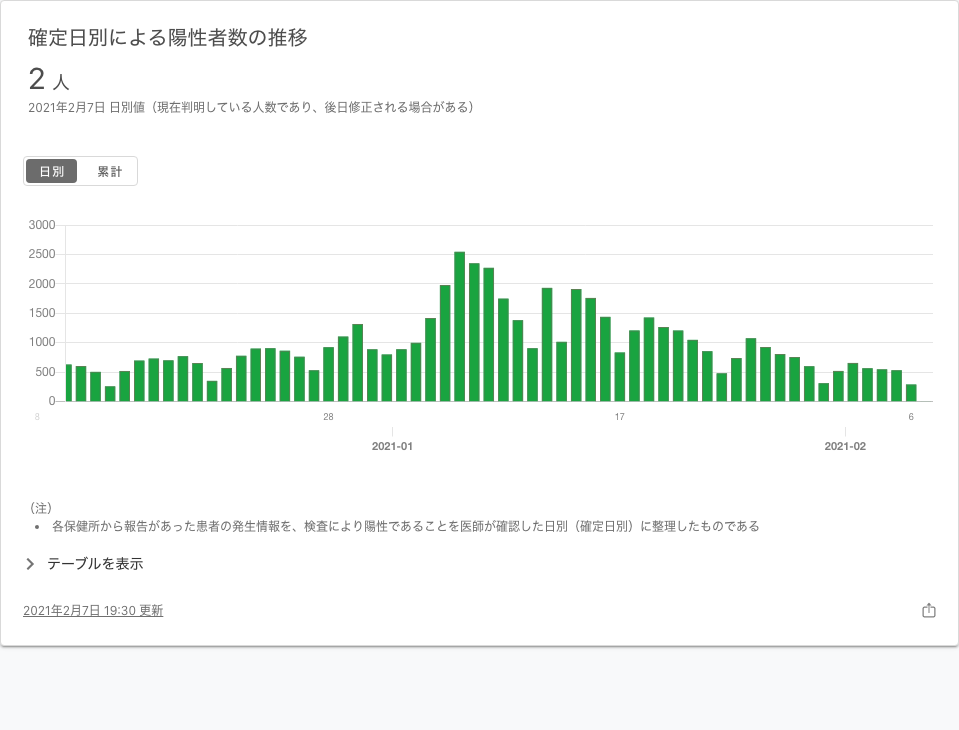 確定日別による陽性者数の推移
2 人
2021年2月7日 日別値（現在判明している人数であり、後日修正される場合がある）
日別 累計
3000
2500
2000
1500
1000
500
0
8 28 17 6
2021-01 2021-02
（注）
• 各保健所から報告があった患者の発生情報を、検査により陽性であることを医師が確認した日別（確定日別）に整理したものである
テーブルを表示
2021年2月7日 19:30 更新